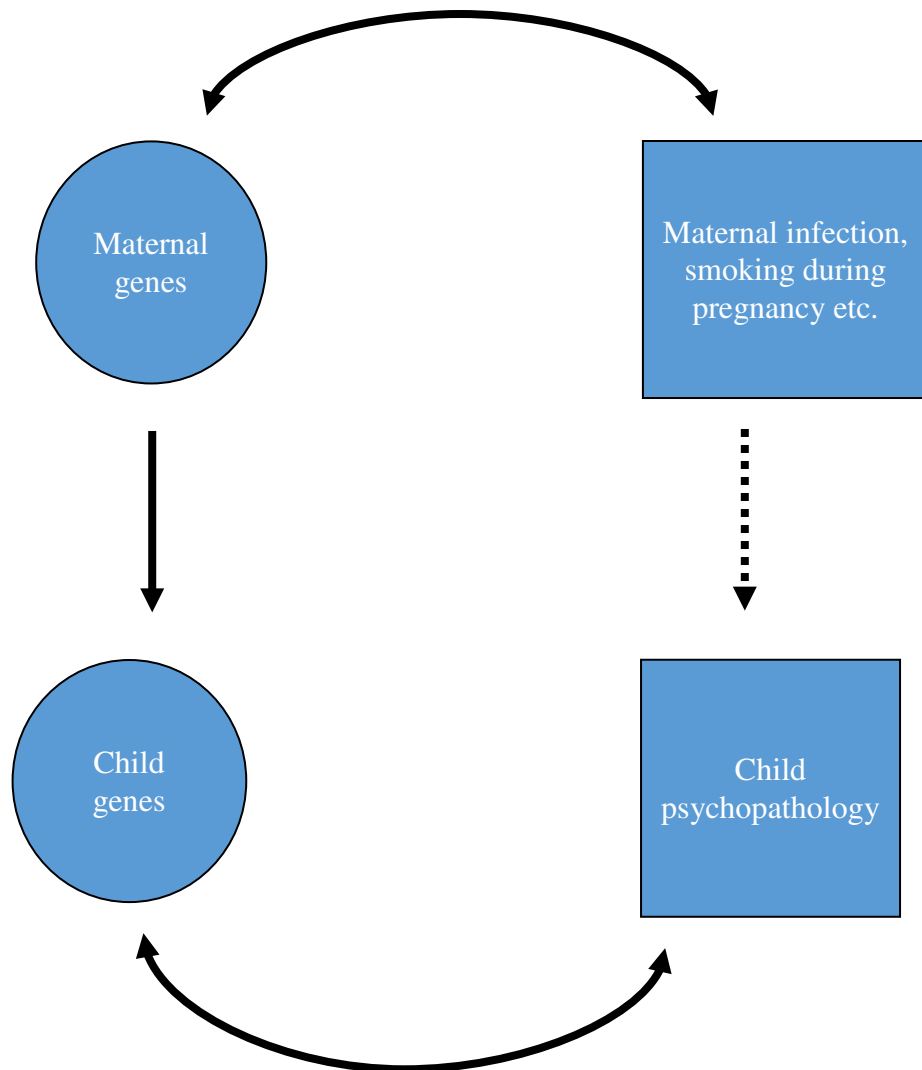 Maternal
genes
Maternal infection,
smoking during
pregnancy etc.
Child
genes
Child
psychopathology